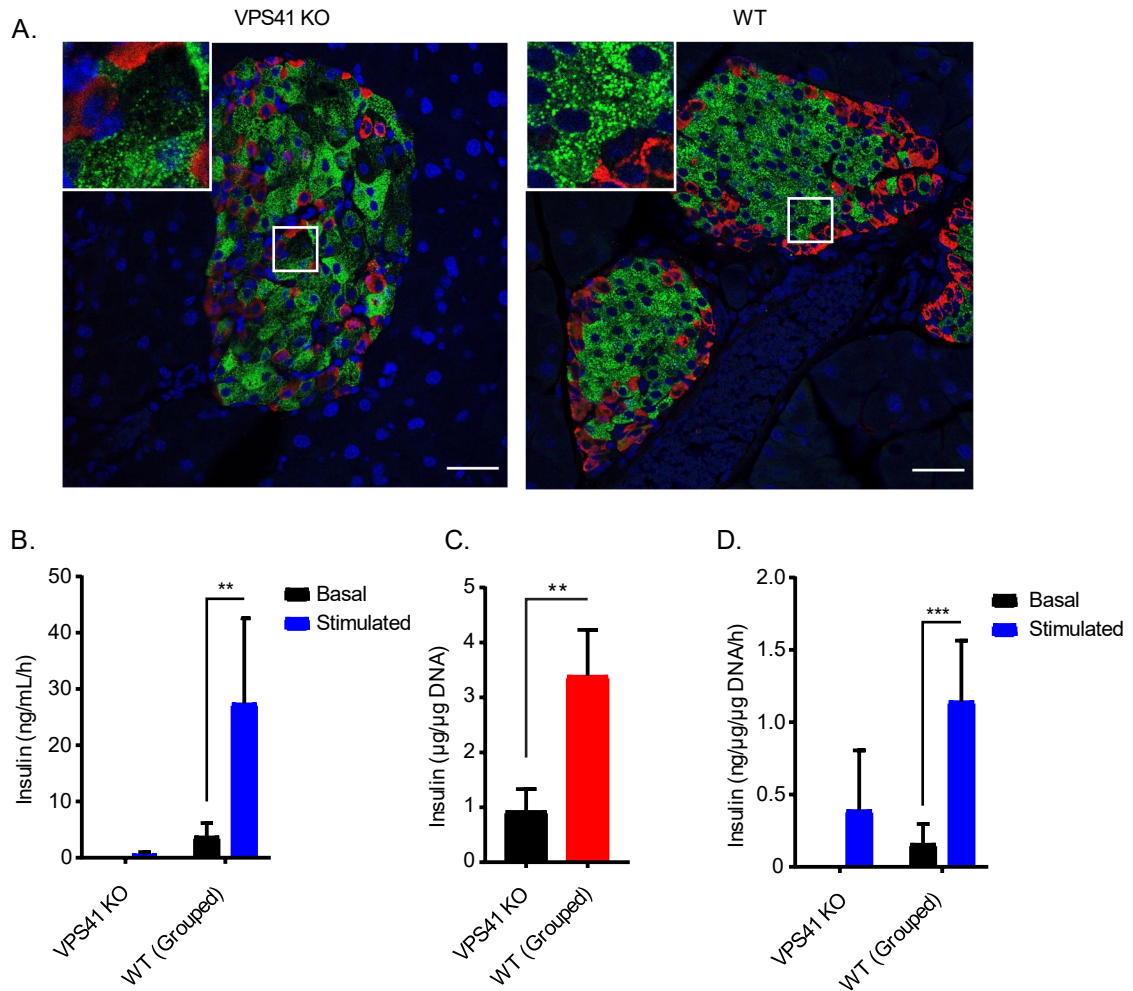 A.
VPS41 KO
WT
B.
Insulin (ng/mL/h)
50
40
30
20
10
0
**
Basal
Stimulated
VPS41 KO
WT (Grouped)
C.
Insulin (µg/µg DNA)
5
4
3
2
1
0
**
VPS41 KO
WT (Grouped)
D.
Insulin (ng/µg/µg DNA/h)
2.0
1.5
1.0
0.5
0
***
Basal
Stimulated
VPS41 KO
WT (Grouped)